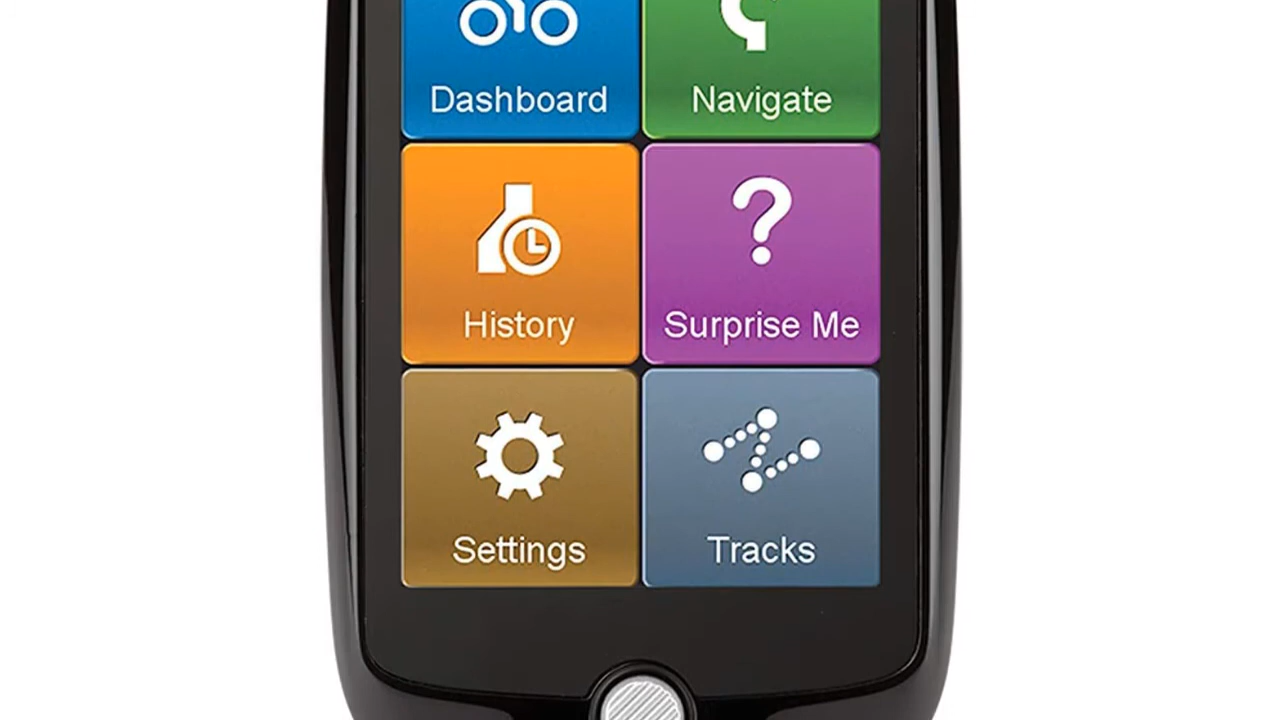 Dashboard
Navigate
History
Surprise Me
Settings
Tracks